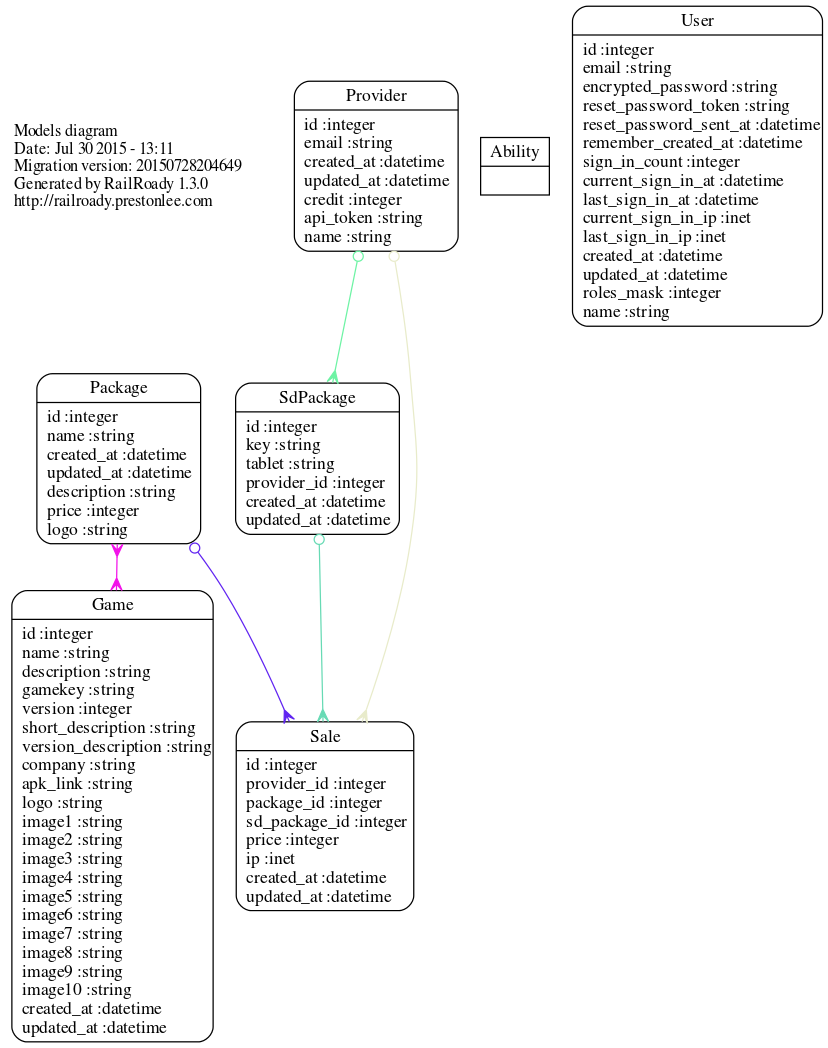 Models diagram
Date: Jul 30 2015 - 13:11
Migration version: 20150728204649
Generated by RailRoady 1.3.0
http://railroady.prestonlee.com
Provider
id :integer
email :string
created_at :datetime
updated_at :datetime
credit :integer
api_token :string
name :string
Ability
User
id :integer
email :string
encrypted_password :string
reset_password_token :string
reset_password_sent_at :datetime
remember_created_at :datetime
sign_in_count :integer
current_sign_in_at :datetime
last_sign_in_at :datetime
current_sign_in_ip :inet
last_sign_in_ip :inet
created_at :datetime
updated_at :datetime
roles_mask :integer
name :string
Package
id :integer
name :string
created_at :datetime
updated_at :datetime
description :string
price :integer
logo :string
SdPackage
id :integer
key :string
tablet :string
provider_id :integer
created_at :datetime
updated_at :datetime
Game
id :integer
name :string
description :string
gamekey :string
version :integer
short_description :string
version_description :string
company :string
apk_link :string
logo :string
image1 :string
image2 :string
image3 :string
image4 :string
image5 :string
image6 :string
image7 :string
image8 :string
image9 :string
image10 :string
created_at :datetime
updated_at :datetime
Sale
id :integer
provider_id :integer
package_id :integer
sd_package_id :integer
price :integer
ip :inet
created_at :datetime
updated_at :datetime